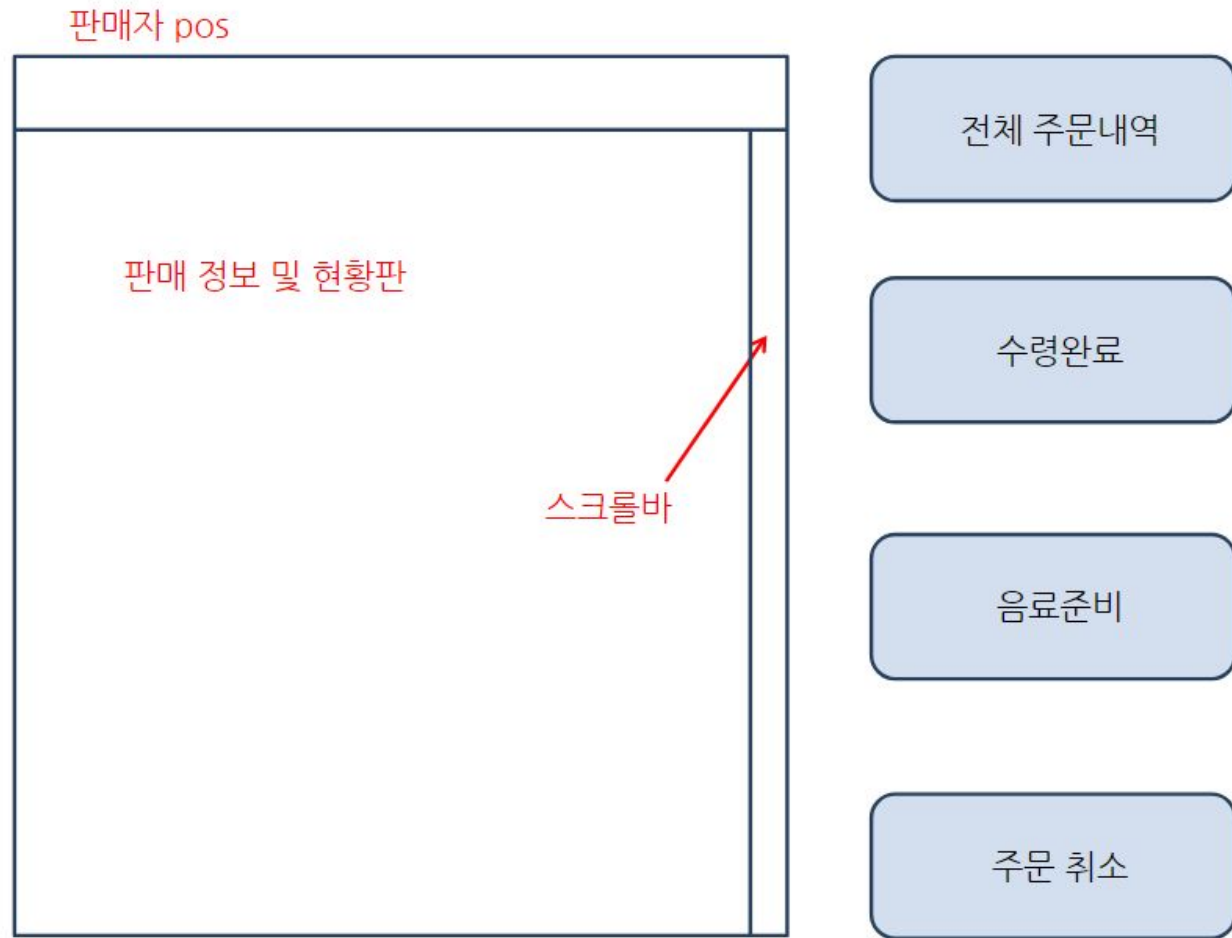 판매자 pos
전체 주문내역
판매 정보 및 현황판
수령완료
스크롤바
음료준비
주문 취소